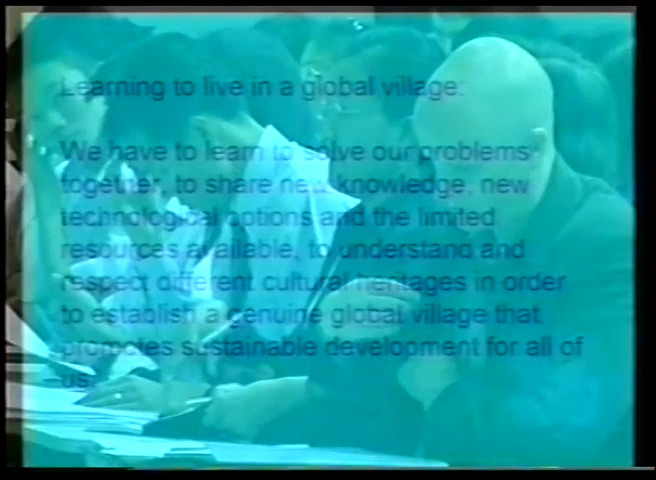 Learning to live in a global village:
We have to learn to solve our problems
together, to share new knowledge, new
technological options and the limited
resources available, to understand and
respect different cultural heritages in order
to establish a genuine global village that
promotes sustainable development for all of
us.